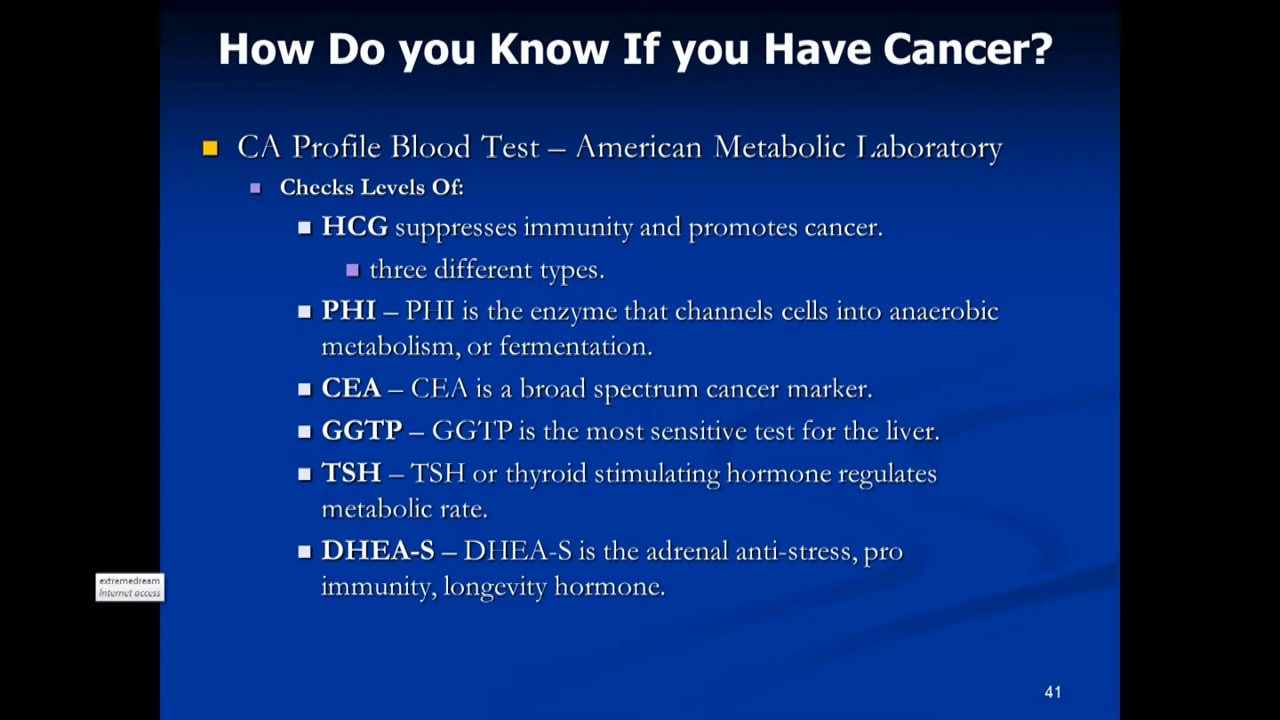 How Do you Know If you Have Cancer?
CA Profile Blood Test – American Metabolic Laboratory
Checks Levels Of:
HCG suppresses immunity and promotes cancer.
three different types.
PHI – PHI is the enzyme that channels cells into anaerobic
metabolism, or fermentation.
CEA – CEA is a broad spectrum cancer marker.
GGTP – GGTP is the most sensitive test for the liver.
TSH – TSH or thyroid stimulating hormone regulates
metabolic rate.
DHEA-S – DHEA-S is the adrenal anti-stress, pro
immunity, longevity hormone.
extremedream
Internet access
41